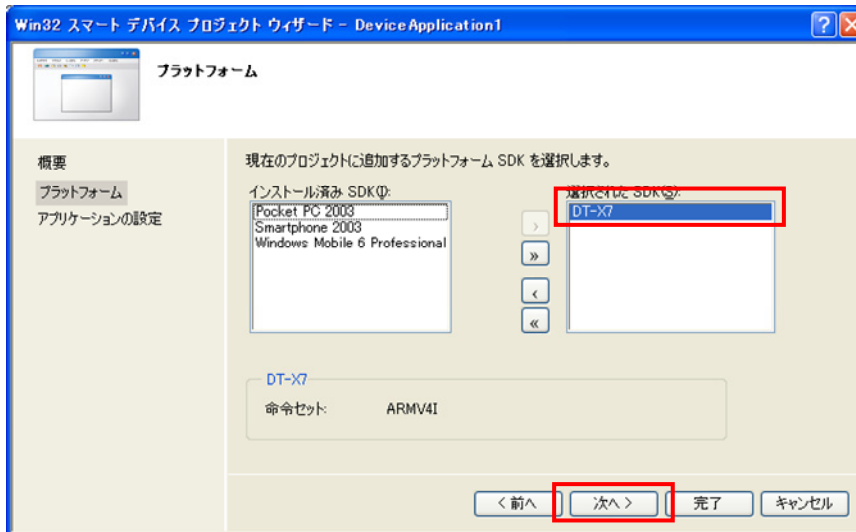 Win32 スマート デバイス プロジェクト ウィザード - DeviceApplication1
プラットフォーム
概要
プラットフォーム
アプリケーションの設定
現在のプロジェクトに追加するプラットフォーム SDK を選択します。
インストール済み SDK(I):
Pocket PC 2003
Smartphone 2003
Windows Mobile 6 Professional
選択された SDK(S):
DT-X7
DT-X7
命令セット: ARMV4I
< 前へ
次へ >
完了
キャンセル